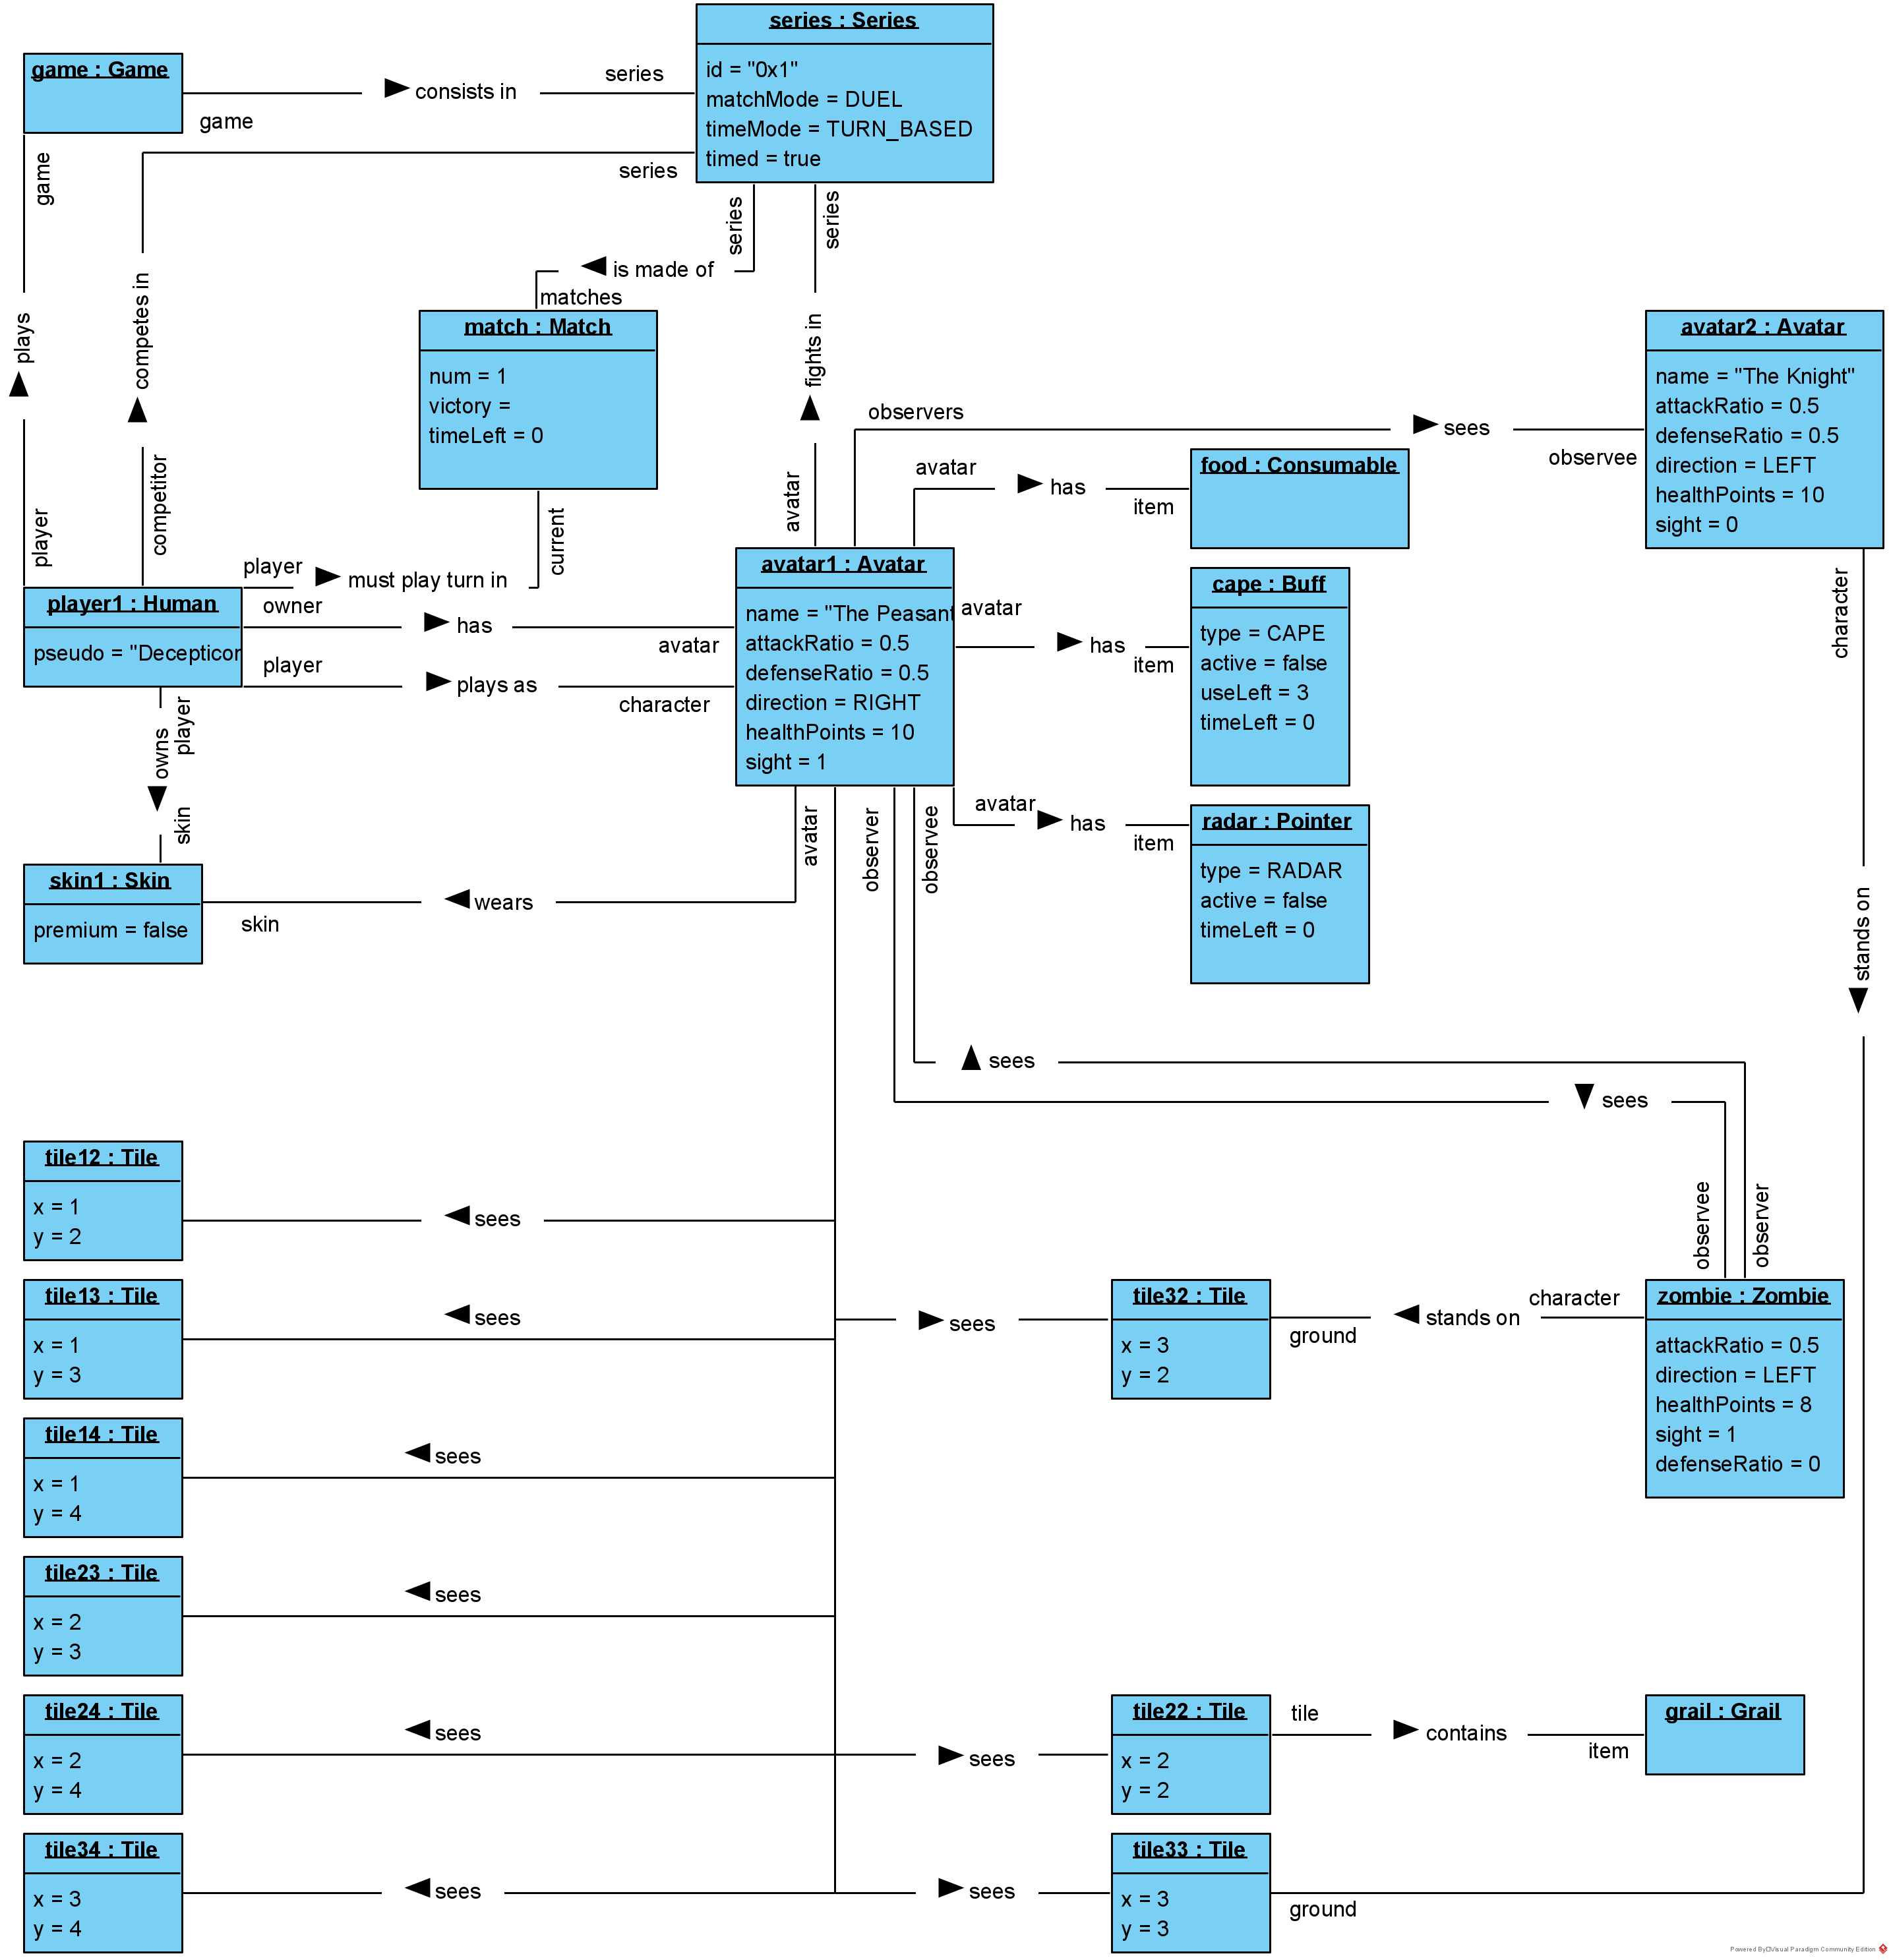 series : Series
id = "0x1"
matchMode = DUEL
timeMode = TURN_BASED
timed = true
game : Game
consists in
series
game
series
game
plays
player
competes in
competitor
series
is made of
matches
series
fights in
avatar
match : Match
num = 1
victory =
timeLeft = 0
current
avatar2 : Avatar
name = "The Knight"
attackRatio = 0.5
defenseRatio = 0.5
direction = LEFT
healthPoints = 10
sight = 0
observers
sees
observee
avatar
has
item
food : Consumable
player
must play turn in
player1 : Human
pseudo = "Decepticor
owner
has
avatar
player
plays as
character
avatar1 : Avatar
name = "The Peasant
attackRatio = 0.5
defenseRatio = 0.5
direction = RIGHT
healthPoints = 10
sight = 1
avatar
has
item
cape : Buff
type = CAPE
active = false
useLeft = 3
timeLeft = 0
character
stands on
avatar
has
item
radar : Pointer
type = RADAR
active = false
timeLeft = 0
player
owns
skin
skin1 : Skin
premium = false
skin
wears
avatar
observer
observee
sees
sees
observee
observer
tile12 : Tile
x = 1
y = 2
sees
tile13 : Tile
x = 1
y = 3
sees
sees
tile32 : Tile
x = 3
y = 2
ground
stands on
character
zombie : Zombie
attackRatio = 0.5
direction = LEFT
healthPoints = 8
sight = 1
defenseRatio = 0
tile14 : Tile
x = 1
y = 4
sees
tile23 : Tile
x = 2
y = 3
sees
tile24 : Tile
x = 2
y = 4
sees
sees
tile22 : Tile
x = 2
y = 2
tile
contains
item
grail : Grail
tile34 : Tile
x = 3
y = 4
sees
sees
tile33 : Tile
x = 3
y = 3
ground
Powered By Visual Paradigm Community Edition